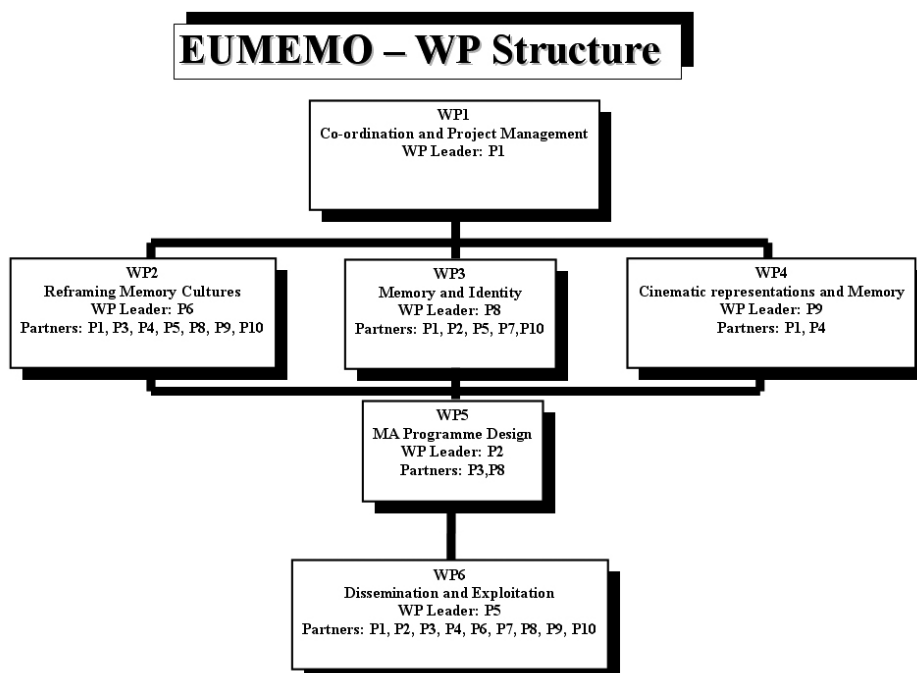 EUMEMO – WP Structure
WP1
Co-ordination and Project Management
WP Leader: P1
WP2
Reframing Memory Cultures
WP Leader: P6
Partners: P1, P3, P4, P5, P8, P9, P10
WP3
Memory and Identity
WP Leader: P8
Partners: P1, P2, P5, P7,P10
WP4
Cinematic representations and Memory
WP Leader: P9
Partners: P1, P4
WP5
MA Programme Design
WP Leader: P2
Partners: P3,P8
WP6
Dissemination and Exploitation
WP Leader: P5
Partners: P1, P2, P3, P4, P6, P7, P8, P9, P10